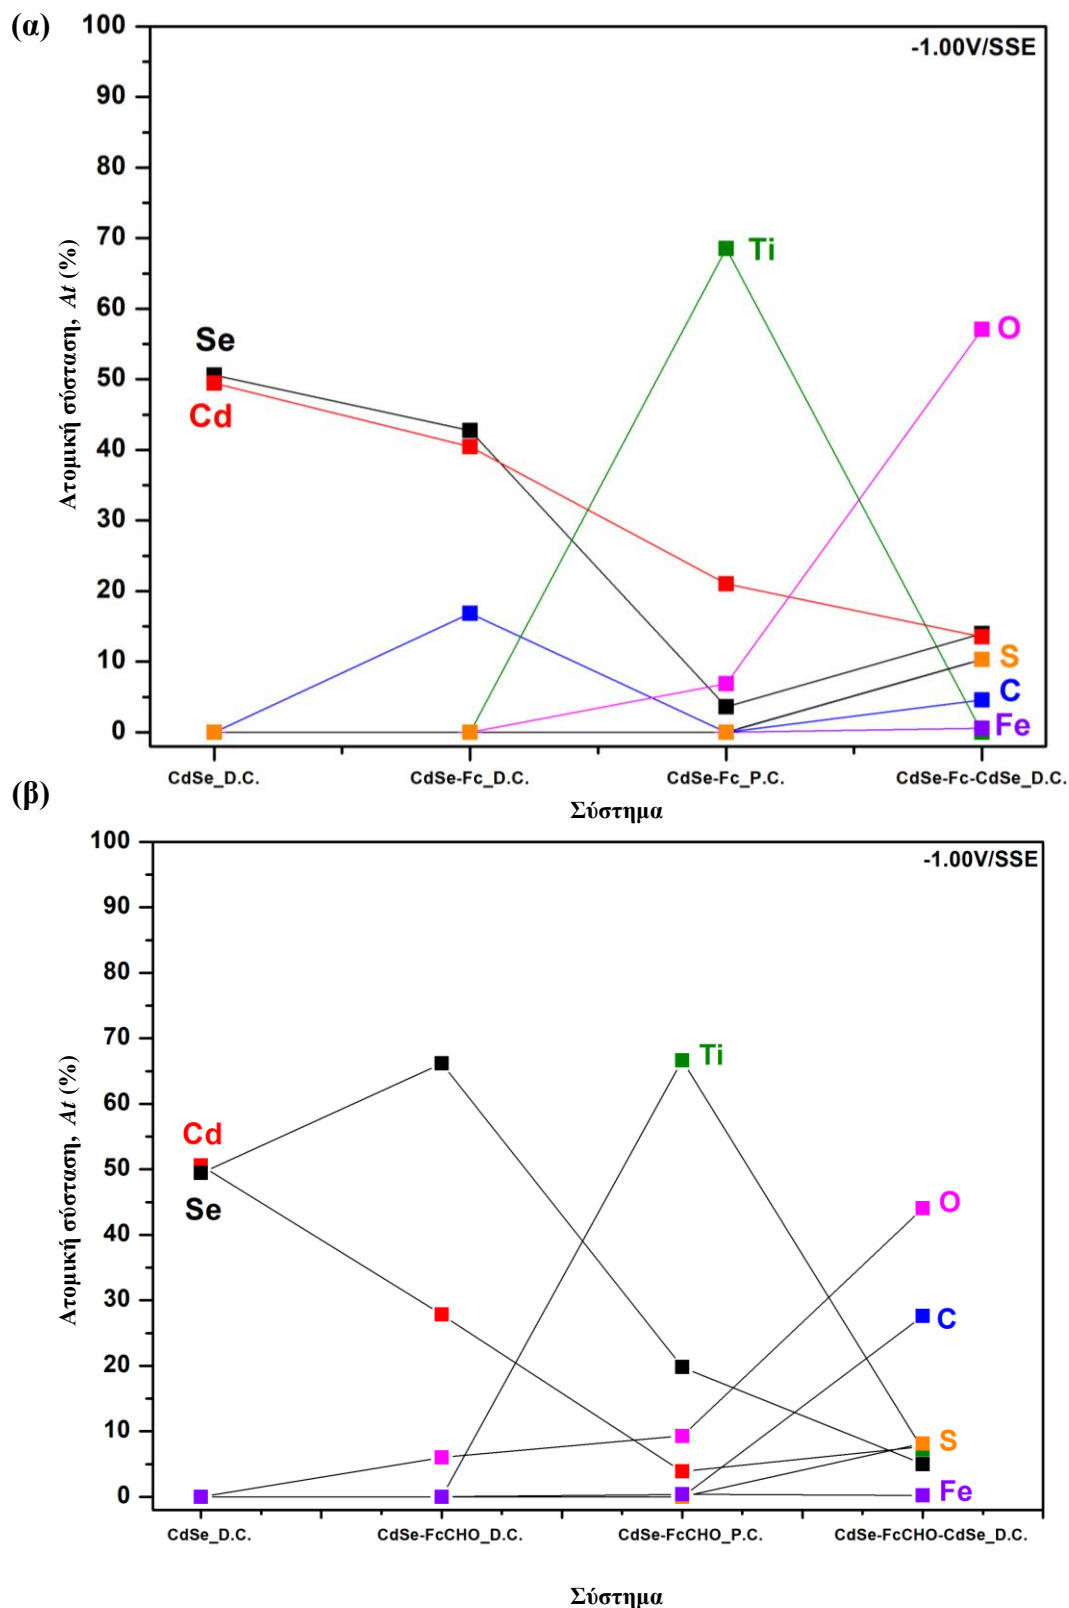 (α)
-1.00V/SSE
100
90
80
70
60
50
40
30
20
10
0
Ατομική σύσταση, At (%)
Se
Cd
Ti
O
S
C
Fe
CdSe_D.C.
CdSe-Fc_D.C.
CdSe-Fc_P.C.
CdSe-Fc-CdSe_D.C.
Σύστημα
(β)
-1.00V/SSE
100
90
80
70
60
50
40
30
20
10
0
Ατομική σύσταση, At (%)
Cd
Se
Ti
O
C
S
Fe
CdSe_D.C.
CdSe-FcCHO_D.C.
CdSe-FcCHO_P.C.
CdSe-FcCHO-CdSe_D.C.
Σύστημα